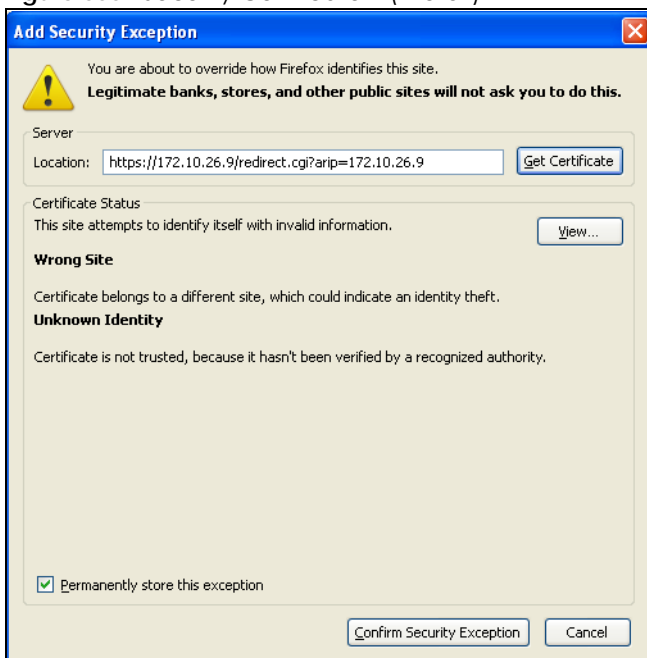 Add Security Exception
You are about to override how Firefox identifies this site.
Legitimate banks, stores, and other public sites will not ask you to do this.
Server
Location: https://172.10.26.9/redirect.cgi?arip=172.10.26.9 Get Certificate
Certificate Status
This site attempts to identify itself with invalid information. View...
Wrong Site
Certificate belongs to a different site, which could indicate an identity theft.
Unknown Identity
Certificate is not trusted, because it hasn't been verified by a recognized authority.
Permanently store this exception
Confirm Security Exception Cancel